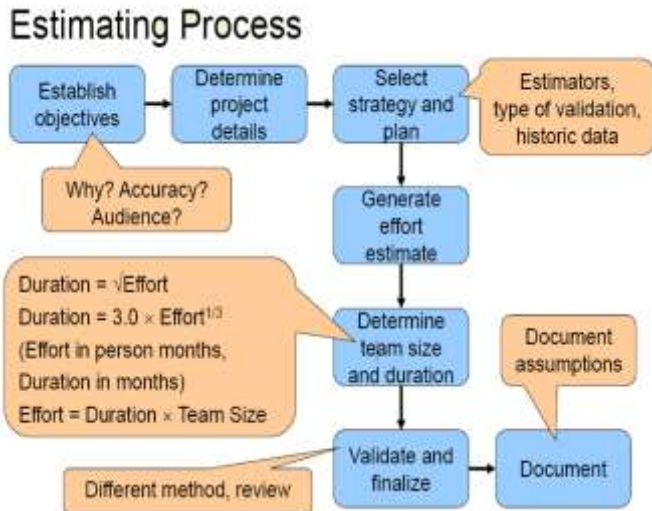 Estimating Process
Establish
objectives
Determine
project
details
Select
strategy and
plan
Estimators,
type of validation,
historic data
Why? Accuracy?
Audience?
Generate
effort
estimate
Duration = √Effort
Duration = 3.0 × Effort¹ᐟ³
(Effort in person months,
Duration in months)
Effort = Duration × Team Size
Determine
team size
and duration
Document
assumptions
Validate and
finalize
Document
Different method, review